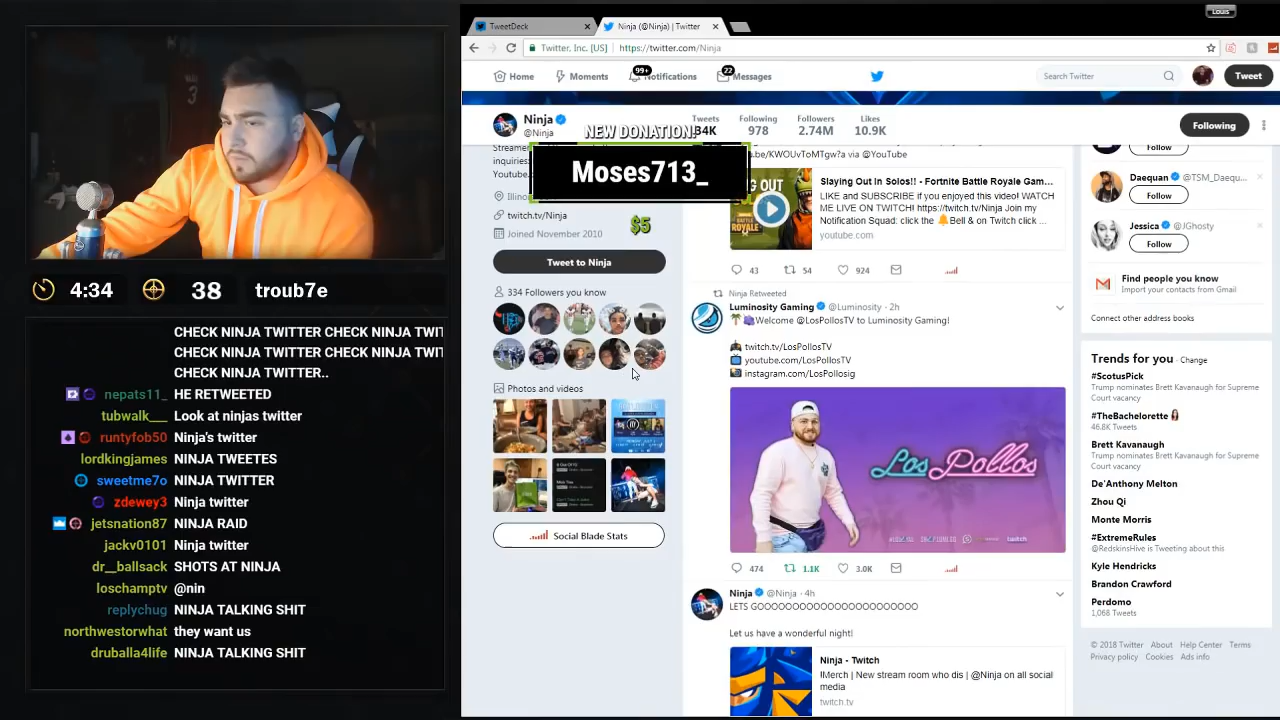 Louis
TweetDeck
Ninja (@Ninja) | Twitter
Twitter, Inc. [US]
https://twitter.com/Ninja
Home
Moments
99+
Notifications
22
Messages
Search Twitter
Tweet
Ninja
@Ninja
Tweets
34K
Following
978
Followers
2.74M
Likes
10.9K
Following
NEW DONATION!
Moses713_
$5
Streame
inquiries
Youtube.
Illinoi
twitch.tv/Ninja
Joined November 2010
Tweet to Ninja
334 Followers you know
Photos and videos
Social Blade Stats
u.be/KWOUvToMTgw?a via @YouTube
Slaying Out In Solos!! - Fortnite Battle Royale Gam...
LIKE and SUBSCRIBE if you enjoyed this video! WATCH
ME LIVE ON TWITCH! https://twitch.tv/Ninja Join my
Notification Squad: click the 🔔Bell & on Twitch click ...
youtube.com
43
54
924
Ninja Retweeted
Luminosity Gaming @Luminosity · 2h
🌴🍇Welcome @LosPollosTV to Luminosity Gaming!
twitch.tv/LosPollosTV
youtube.com/LosPollosTV
instagram.com/LosPollosig
Los Pollos
twitch
474
1.1K
3.0K
Ninja @Ninja · 4h
LETS GOOOOOOOOOOOOOOOOOOOOOOO
Let us have a wonderful night!
Ninja - Twitch
!Merch | New stream room who dis | @Ninja on all social
media
twitch.tv
Follow
Daequan @TSM_Daequ...
Follow
Jessica @JGhosty
Follow
Find people you know
Import your contacts from Gmail
Connect other address books
Trends for you · Change
#ScotusPick
Trump nominates Brett Kavanaugh for Supreme
Court vacancy
#TheBachelorette
46.8K Tweets
Brett Kavanaugh
Trump nominates Brett Kavanaugh for Supreme
Court vacancy
De'Anthony Melton
Zhou Qi
Monte Morris
#ExtremeRules
@RedskinsHive is Tweeting about this
Kyle Hendricks
Brandon Crawford
Perdomo
1,068 Tweets
© 2018 Twitter About Help Center Terms
Privacy policy Cookies Ads info
4:34
38
troub7e
CHECK NINJA TWITTER CHECK NINJA TWIT
CHECK NINJA TWITTER CHECK NINJA TWIT
CHECK NINJA TWITTER..
nepats11_ HE RETWEETED
tubwalk___ Look at ninjas twitter
runtyfob50 Ninja's twitter
lordkingjames NINJA TWEETES
sweetme7o NINJA TWITTER
zdewey3 Ninja twitter
jetsnation87 NINJA RAID
jackv0101 Ninja twitter
dr__ballsack SHOTS AT NINJA
loschamptv @nin
replychug NINJA TALKING SHIT
northwestorwhat they want us
druballa4life NINJA TALKING SHIT